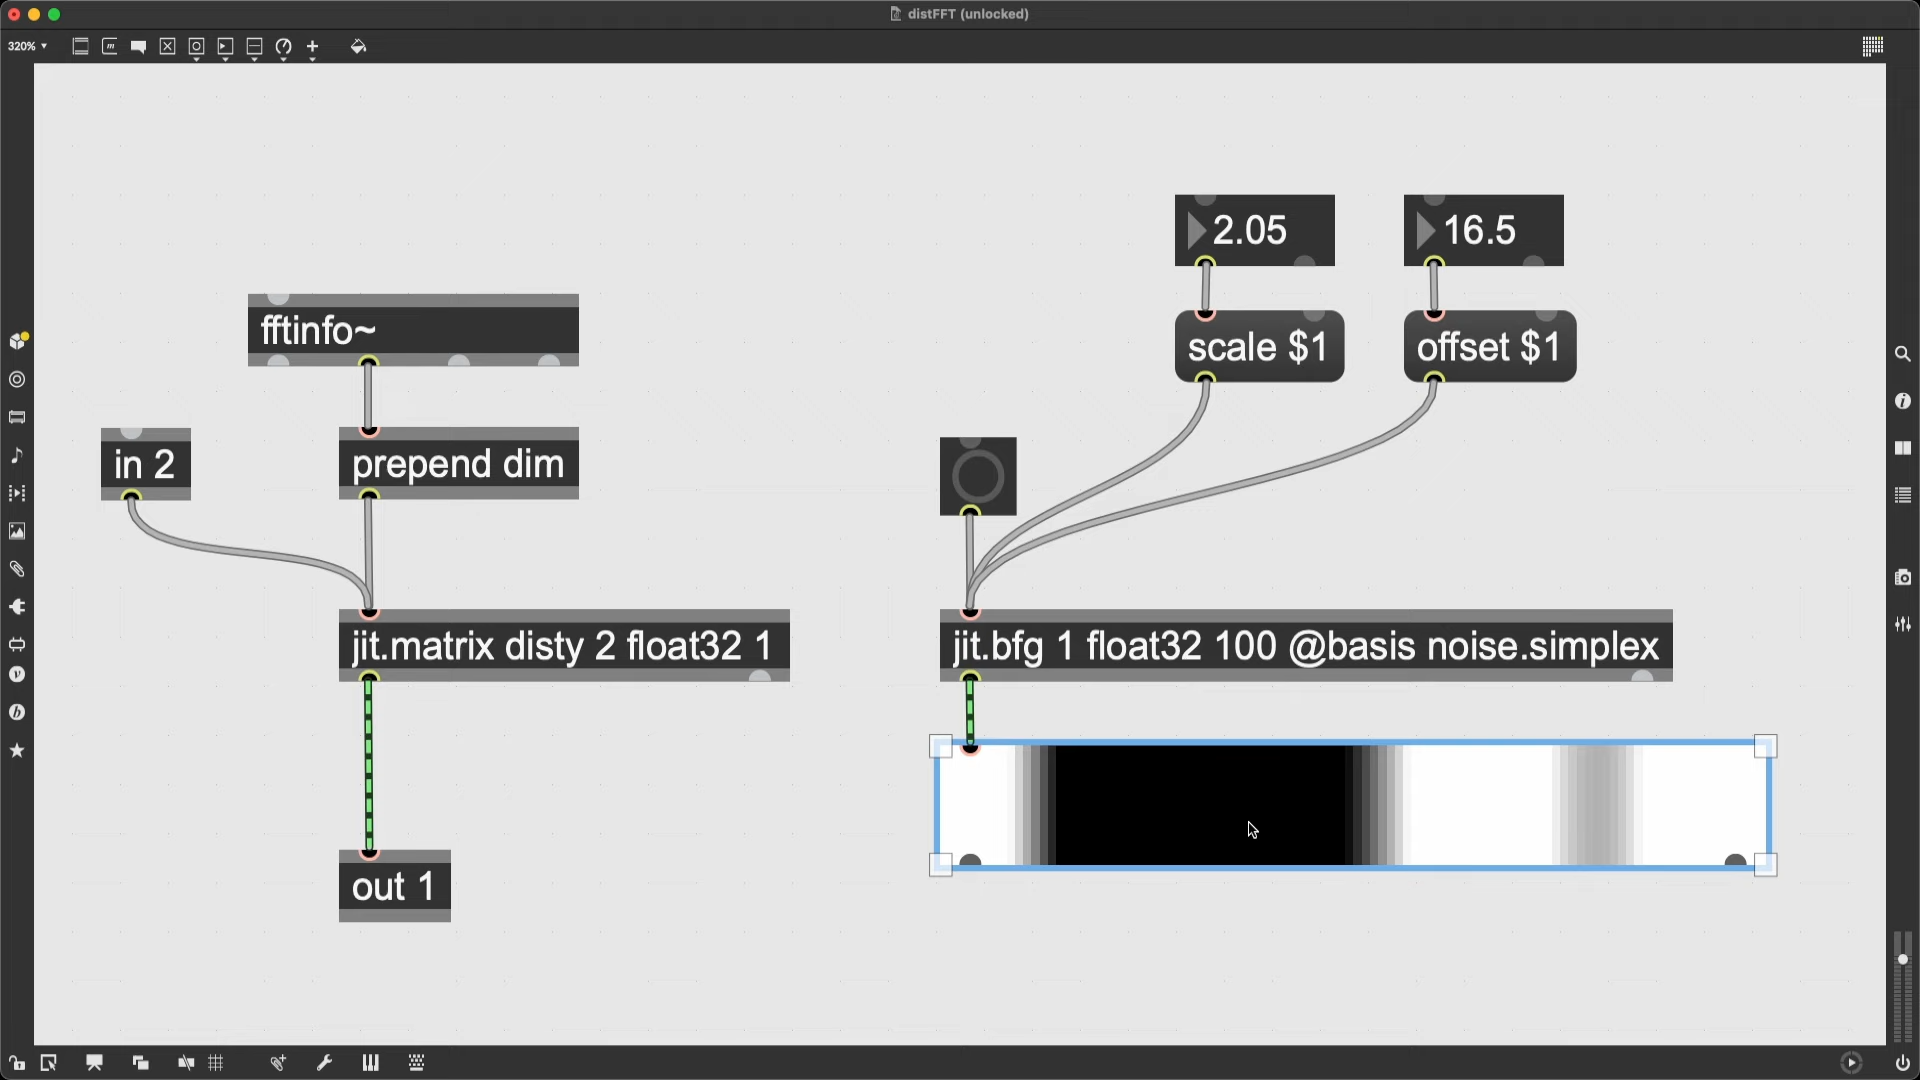 distFFT (unlocked)
320%
2.05
16.5
fftinfo~
scale $1
offset $1
in 2
prepend dim
jit.matrix disty 2 float32 1
jit.bfg 1 float32 100 @basis noise.simplex
out 1